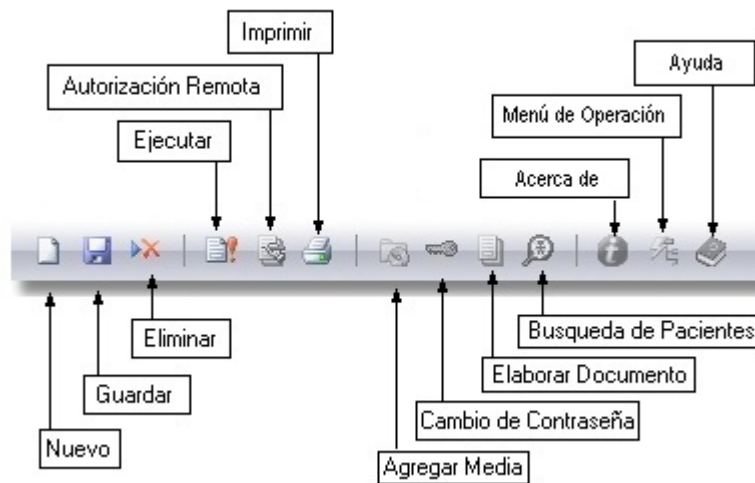 Imprimir
Ayuda
Autorización Remota
Menú de Operación
Ejecutar
Acerca de
Eliminar
Busqueda de Pacientes
Guardar
Elaborar Documento
Cambio de Contraseña
Nuevo
Agregar Media